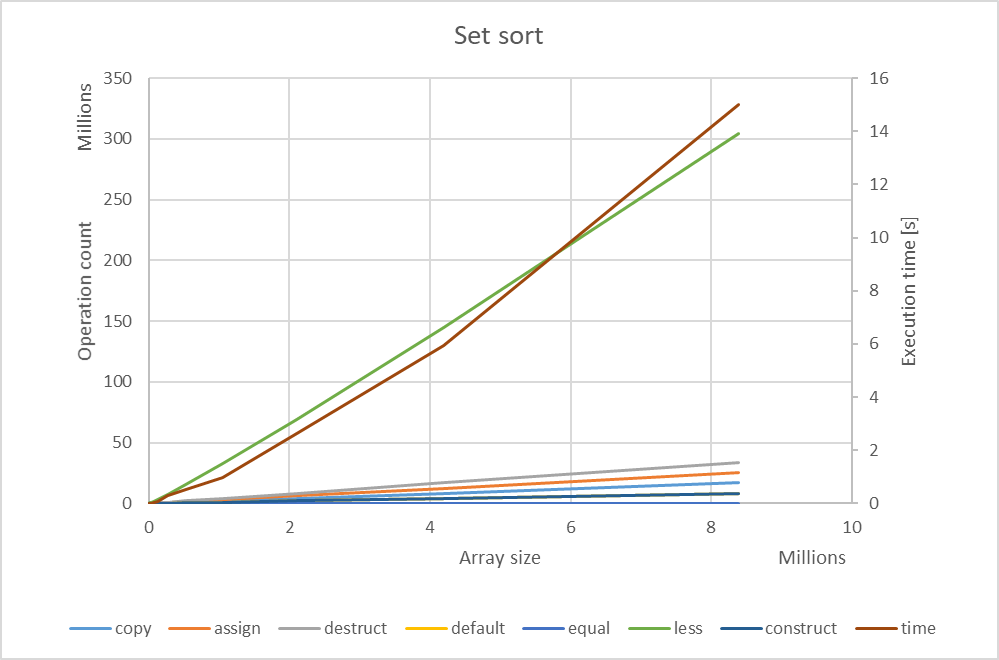 Set sort
Millions
Operation count
350
300
250
200
150
100
50
0
16
14
12
10
8
6
4
2
0
Execution time [s]
0 2 4 6 8 10
Array size
Millions
copy assign destruct default equal less construct time